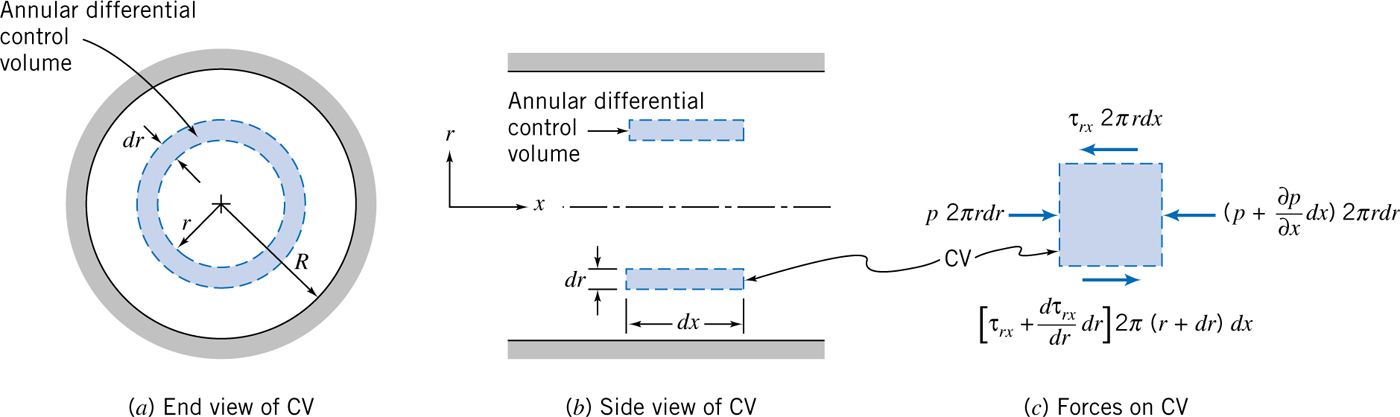 Annular differential
control
volume
dr
r
R
(a) End view of CV
r
x
Annular differential
control
volume
dr
dx
(b) Side view of CV
CV
τrx 2πrdx
p 2πrdr
(p + ∂p/∂x dx) 2πrdr
[τrx + dτrx/dr dr] 2π (r + dr) dx
(c) Forces on CV